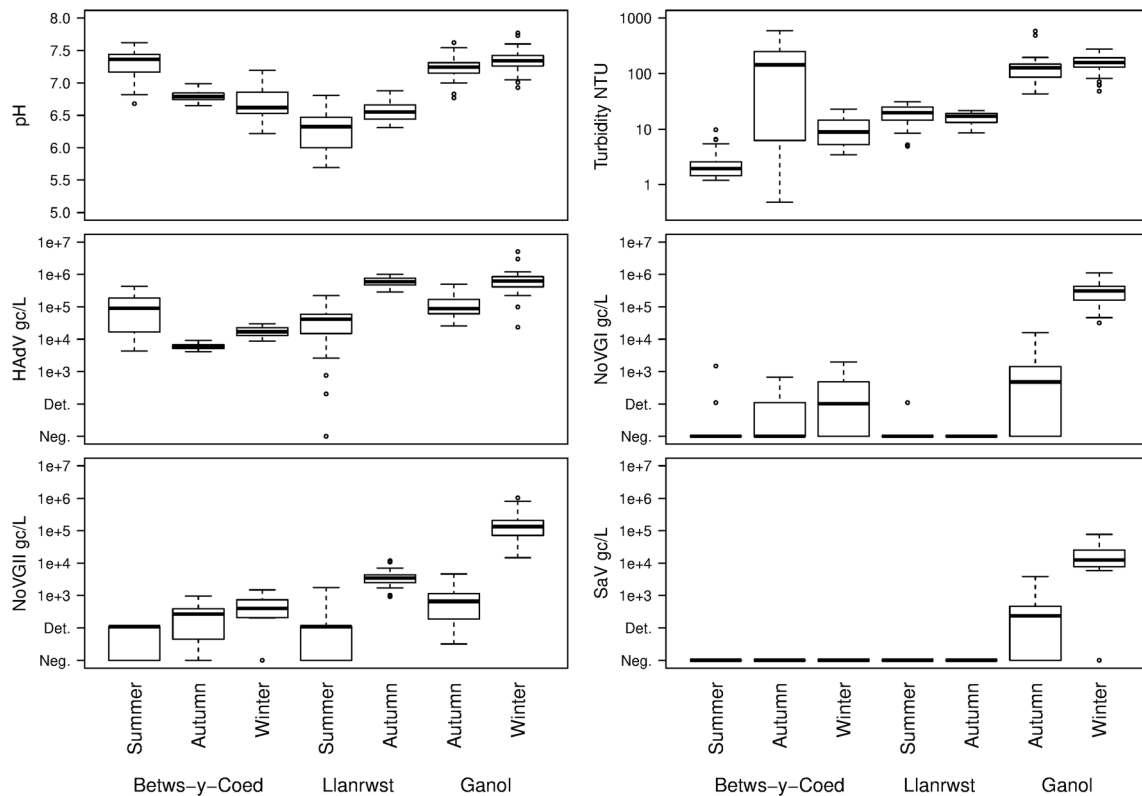 pH
8.0
7.5
7.0
6.5
6.0
5.5
5.0
Turbidity NTU
1000
100
10
1
HAdV gc/L
1e+7
1e+6
1e+5
1e+4
1e+3
Det.
Neg.
NoVGI gc/L
1e+7
1e+6
1e+5
1e+4
1e+3
Det.
Neg.
NoVGII gc/L
1e+7
1e+6
1e+5
1e+4
1e+3
Det.
Neg.
SaV gc/L
1e+7
1e+6
1e+5
1e+4
1e+3
Det.
Neg.
Summer
Autumn
Winter
Summer
Autumn
Autumn
Winter
Betws-y-Coed Llanrwst Ganol
Summer
Autumn
Winter
Summer
Autumn
Autumn
Winter
Betws-y-Coed Llanrwst Ganol